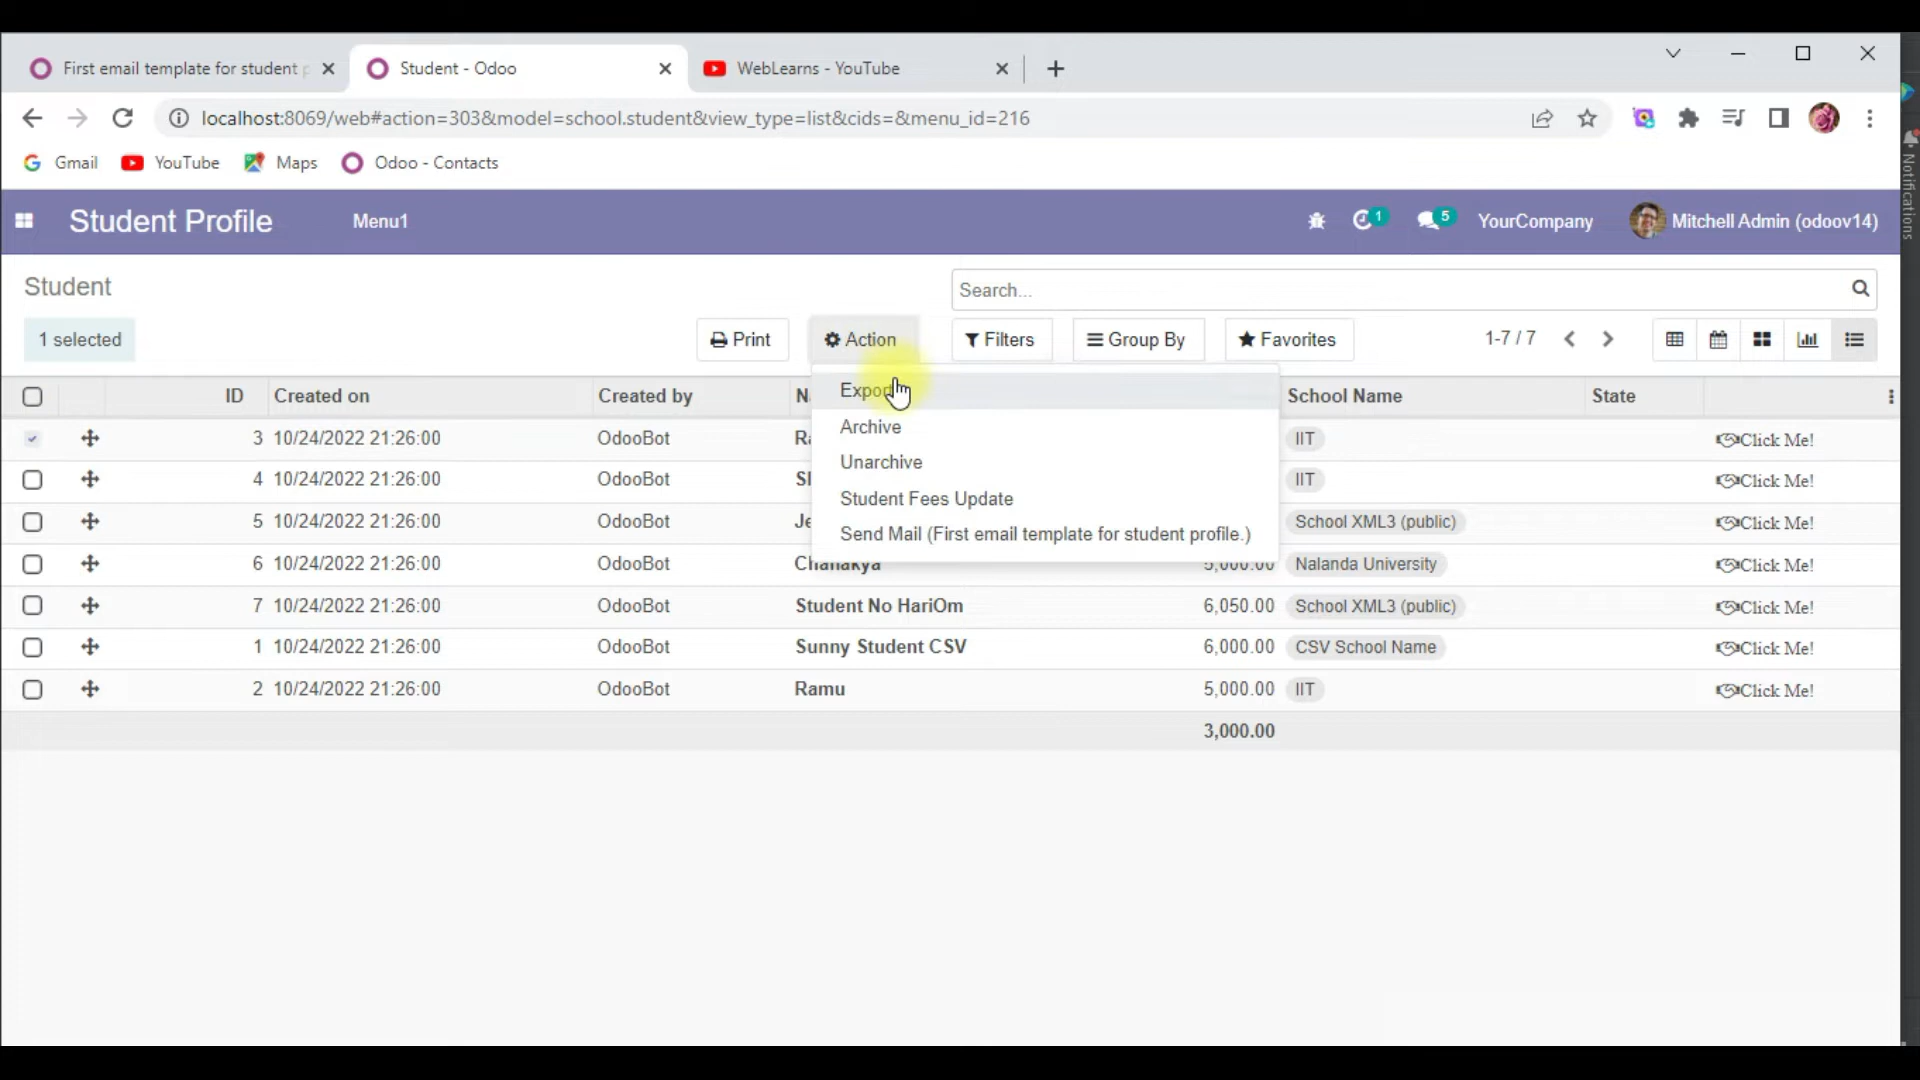 First email template for student p
Student - Odoo
WebLearns - YouTube
localhost:8069/web#action=303&model=school.student&view_type=list&cids=&menu_id=216
Gmail YouTube Maps Odoo - Contacts
Notifications
Student Profile Menu1 1 5 YourCompany Mitchell Admin (odoov14)
Student Search...
1 selected Print Action Filters Group By Favorites 1-7 / 7
ID Created on Created by School Name State
Export
Archive
Unarchive
Student Fees Update
Send Mail (First email template for student profile.)
3 10/24/2022 21:26:00 OdooBot IIT Click Me!
4 10/24/2022 21:26:00 OdooBot IIT Click Me!
5 10/24/2022 21:26:00 OdooBot Je School XML3 (public) Click Me!
6 10/24/2022 21:26:00 OdooBot Chanakya 5,000.00 Nalanda University Click Me!
7 10/24/2022 21:26:00 OdooBot Student No HariOm 6,050.00 School XML3 (public) Click Me!
1 10/24/2022 21:26:00 OdooBot Sunny Student CSV 6,000.00 CSV School Name Click Me!
2 10/24/2022 21:26:00 OdooBot Ramu 5,000.00 IIT Click Me!
3,000.00